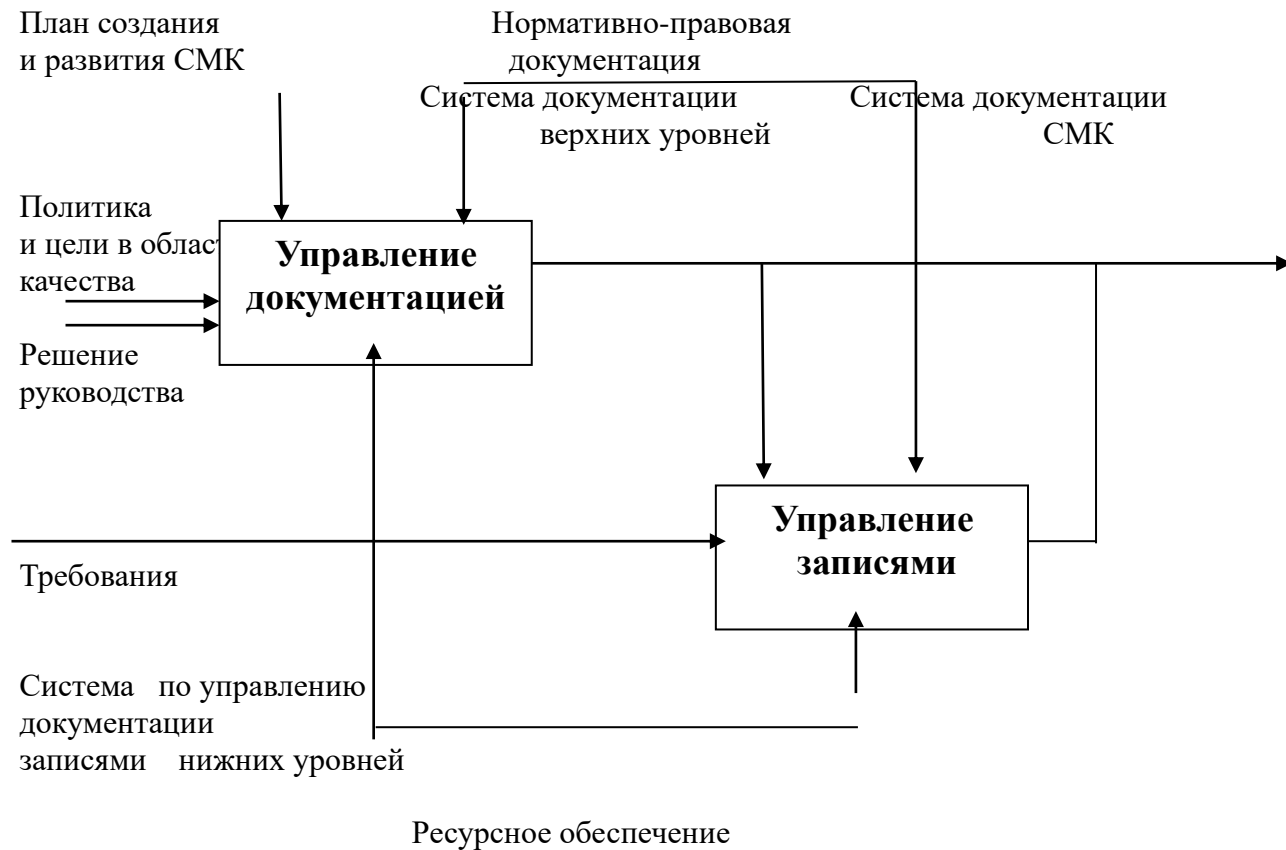 План создания
и развития СМК
Нормативно-правовая
документация
Система документации
верхних уровней
Система документации
СМК
Политика
и цели в облас
качества
Управление
документацией
Решение
руководства
Управление
записями
Требования
Система по управлению
документации
записями нижних уровней
Ресурсное обеспечение